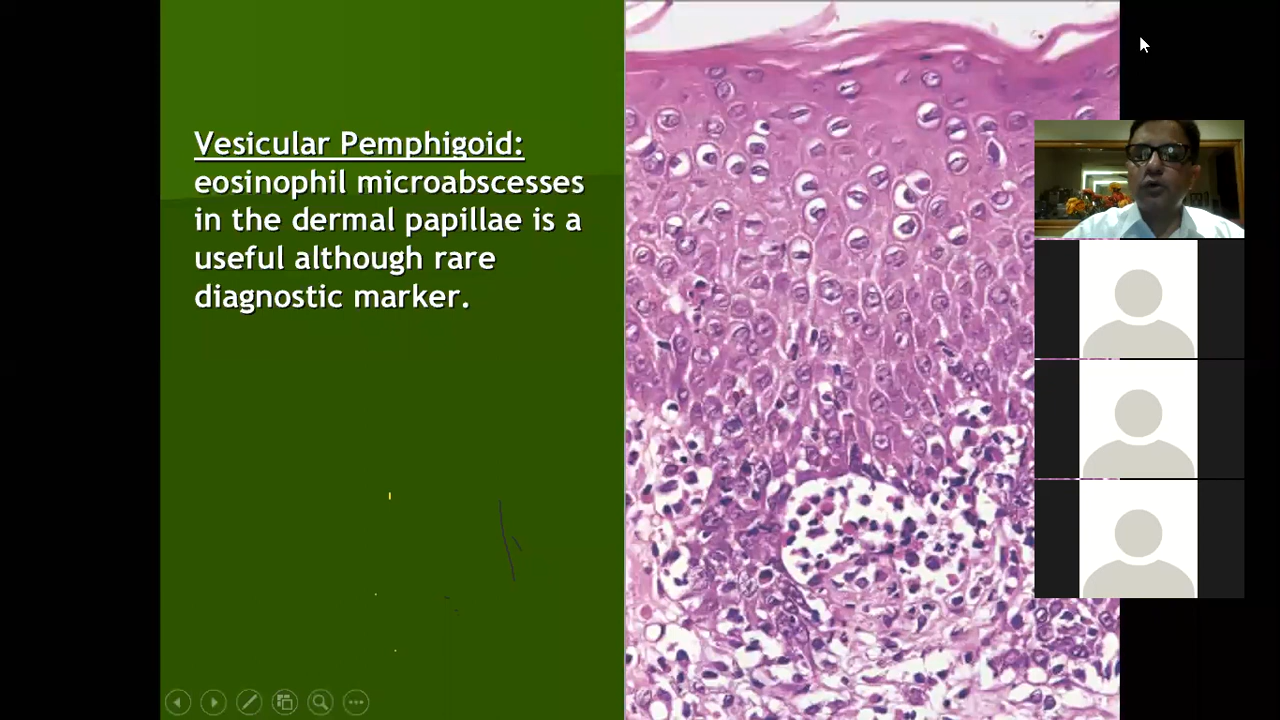 Vesicular Pemphigoid:
eosinophil microabscesses
in the dermal papillae is a
useful although rare
diagnostic marker.